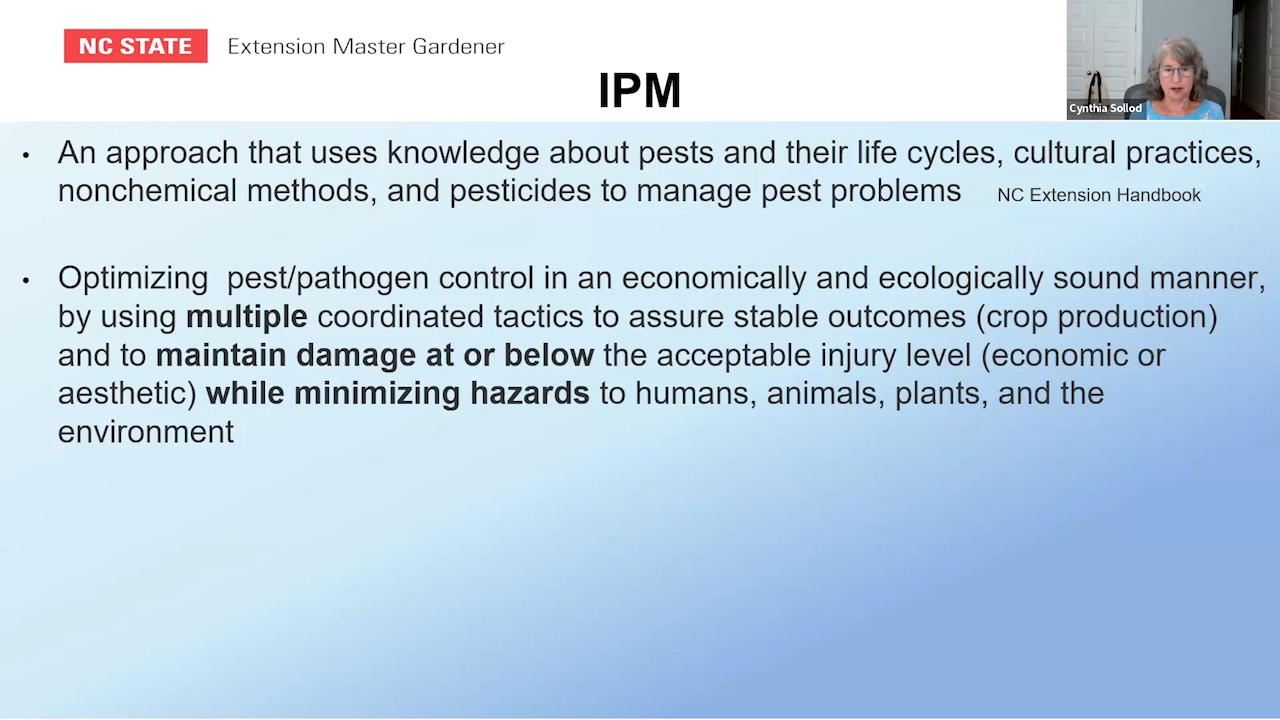 NC STATE Extension Master Gardener
IPM
Cynthia Sollod
• An approach that uses knowledge about pests and their life cycles, cultural practices,
nonchemical methods, and pesticides to manage pest problems NC Extension Handbook
• Optimizing pest/pathogen control in an economically and ecologically sound manner,
by using multiple coordinated tactics to assure stable outcomes (crop production)
and to maintain damage at or below the acceptable injury level (economic or
aesthetic) while minimizing hazards to humans, animals, plants, and the
environment